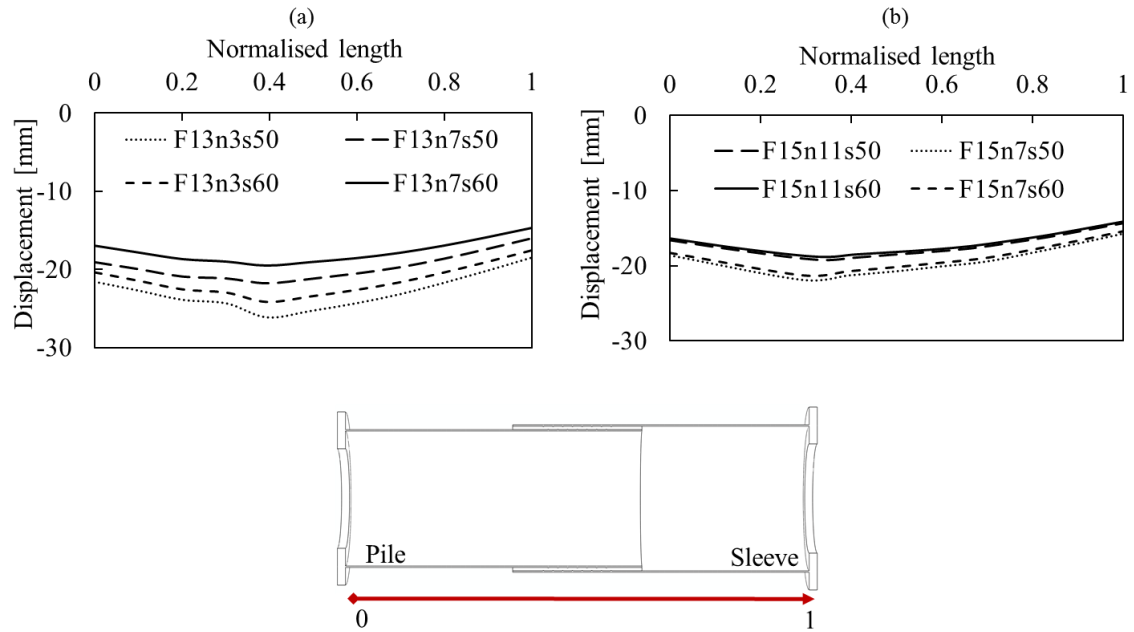 (a)
Normalised length
0 0.2 0.4 0.6 0.8 1
0
-10
-20
-30
Displacement [mm]
F13n3s50 F13n7s50
F13n3s60 F13n7s60
(b)
Normalised length
0 0.2 0.4 0.6 0.8 1
0
-10
-20
-30
Displacement [mm]
F15n11s50 F15n7s50
F15n11s60 F15n7s60
Pile Sleeve
0 1